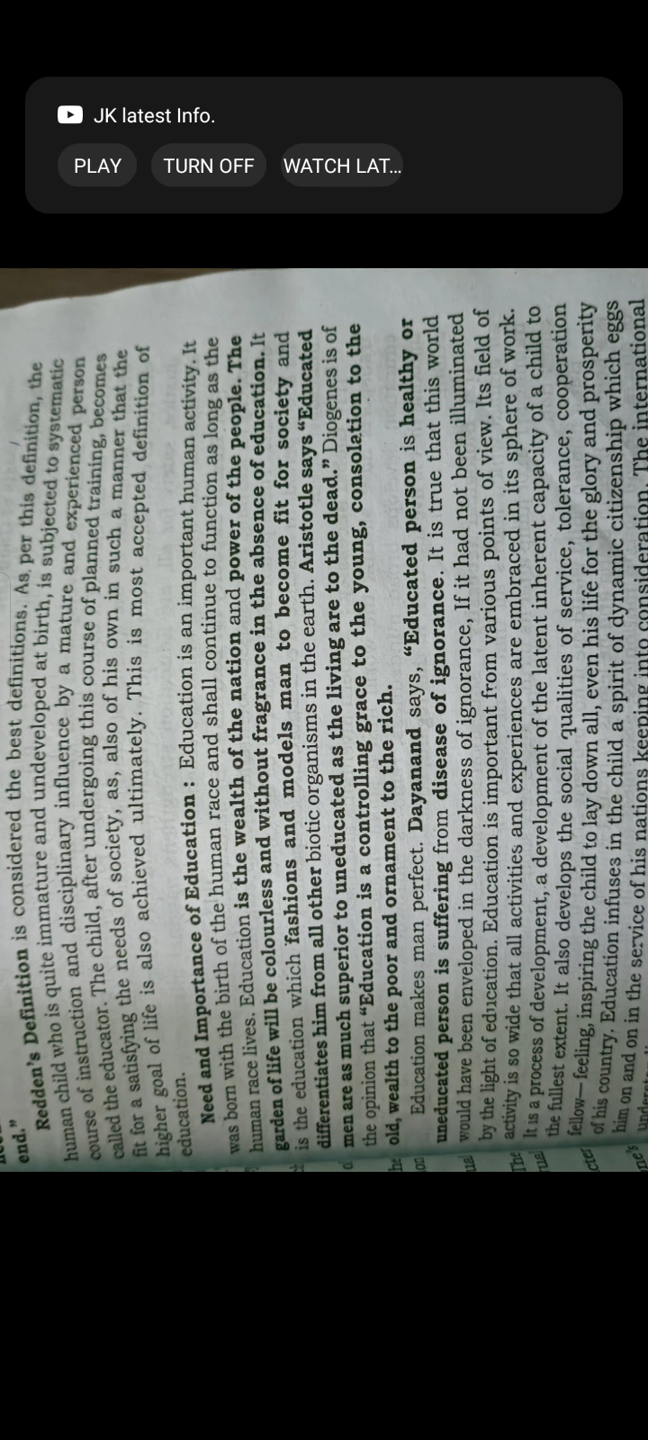 JK latest Info.
PLAY TURN OFF WATCH LAT...
end."
Redden's Definition is considered the best definitions. As per this definition, the
human child who is quite immature and undeveloped at birth, is subjected to systematic
course of instruction and disciplinary influence by a mature and experienced person
called the educator. The child, after undergoing this course of planned training, becomes
fit for a satisfying the needs of society, as, also of his own in such a manner that the
higher goal of life is also achieved ultimately. This is most accepted definition of
education.
Need and Importance of Education : Education is an important human activity. It
was born with the birth of the human race and shall continue to function as long as the
human race lives. Education is the wealth of the nation and power of the people. The
garden of life will be colourless and without fragrance in the absence of education. It
is the education which fashions and models man to become fit for society and
differentiates him from all other biotic organisms in the earth. Aristotle says "Educated
men are as much superior to uneducated as the living are to the dead." Diogenes is of
the opinion that "Education is a controlling grace to the young, consolation to the
old, wealth to the poor and ornament to the rich.
Education makes man perfect. Dayanand says, "Educated person is healthy or
uneducated person is suffering from disease of ignorance. It is true that this world
would have been enveloped in the darkness of ignorance, If it had not been illuminated
by the light of education. Education is important from various points of view. Its field of
activity is so wide that all activities and experiences are embraced in its sphere of work.
It is a process of development, a development of the latent inherent capacity of a child to
the fullest extent. It also develops the social qualities of service, tolerance, cooperation
fellow—feeling, inspiring the child to lay down all, even his life for the glory and prosperity
of his country. Education infuses in the child a spirit of dynamic citizenship which eggs
him on and on in the service of his nations keeping into consideration. The international